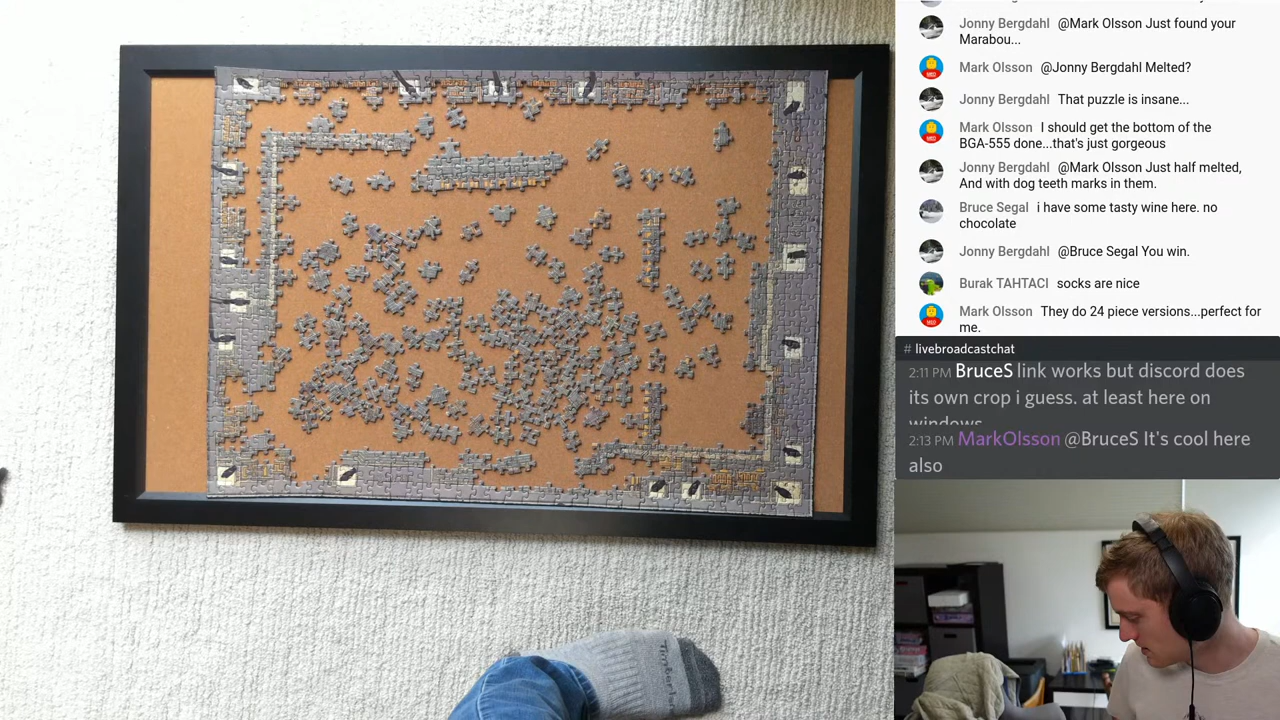 Jonny Bergdahl @Mark Olsson Just found your
Marabou...
Mark Olsson @Jonny Bergdahl Melted?
Jonny Bergdahl That puzzle is insane...
Mark Olsson I should get the bottom of the
BGA-555 done...that's just gorgeous
Jonny Bergdahl @Mark Olsson Just half melted,
And with dog teeth marks in them.
Bruce Segal i have some tasty wine here. no
chocolate
Jonny Bergdahl @Bruce Segal You win.
Burak TAHTACI socks are nice
Mark Olsson They do 24 piece versions...perfect for
me.
# livebroadcastchat
2:11 PM BruceS link works but discord does
its own crop i guess. at least here on
windows.
2:13 PM MarkOlsson @BruceS It's cool here
also